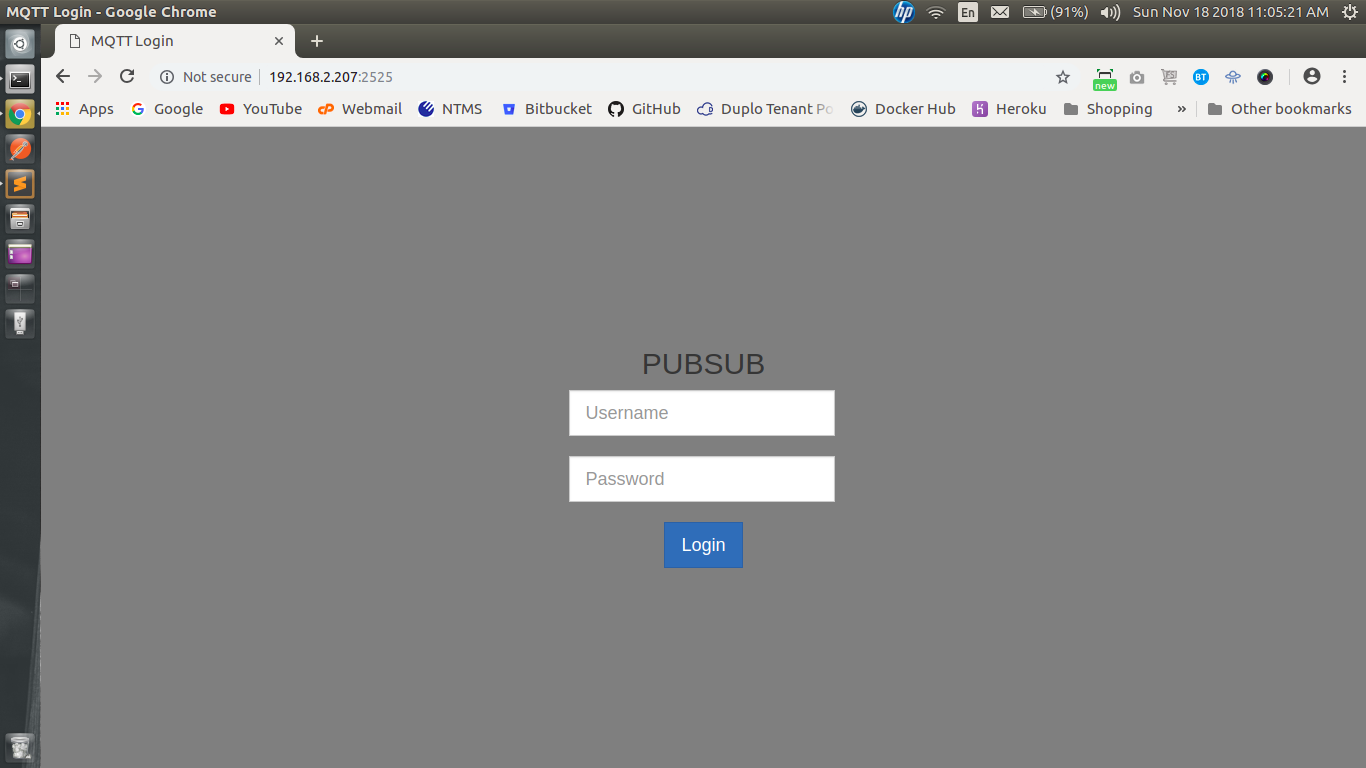 MQTT Login - Google Chrome
hp
En
(91%)
Sun Nov 18 2018 11:05:21 AM
MQTT Login
Not secure
192.168.2.207:2525
new
BT
Apps
Google
YouTube
Webmail
NTMS
Bitbucket
GitHub
Duplo Tenant Po
Docker Hub
Heroku
Shopping
»
Other bookmarks
PUBSUB
Username
Password
Login